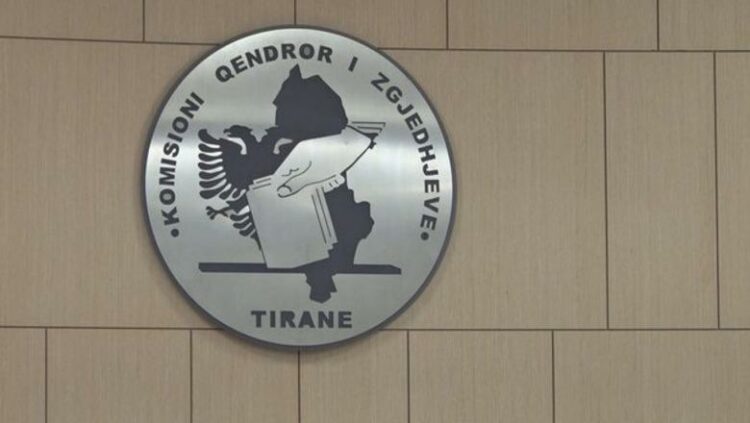 •KOMISIONI QENDROR I ZGJEDHJEVE•
TIRANE